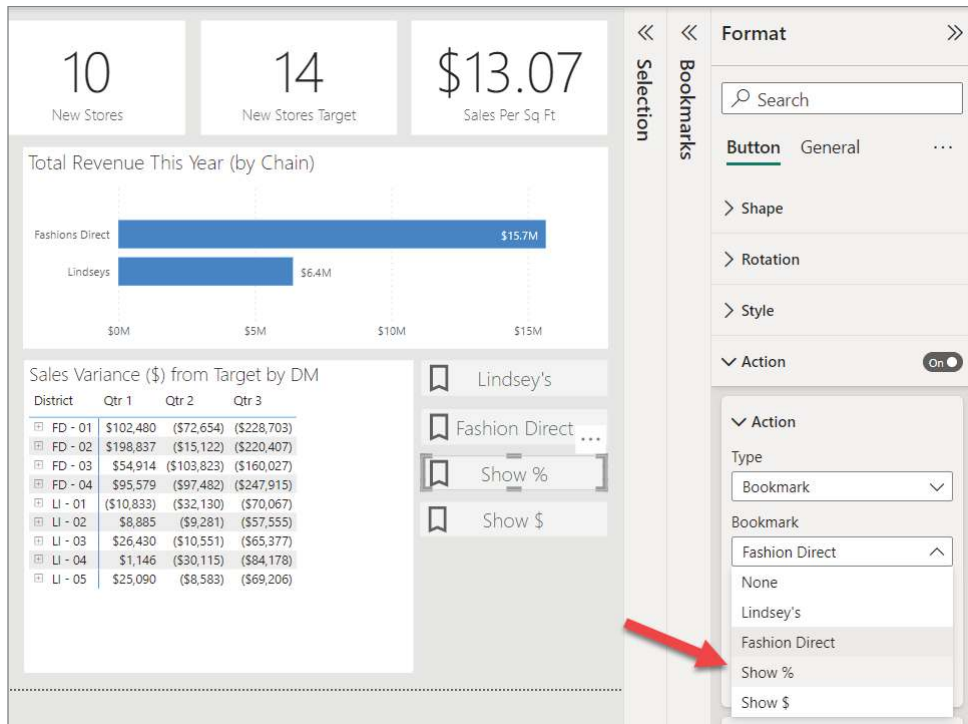 10
New Stores
14
New Stores Target
$13.07
Sales Per Sq Ft
Total Revenue This Year (by Chain)
Fashions Direct $15.7M
Lindseys $6.4M
$0M $5M $10M $15M
Sales Variance ($) from Target by DM
District Qtr 1 Qtr 2 Qtr 3
FD - 01 $102,480 ($72,654) ($228,703)
FD - 02 $198,837 ($15,122) ($220,407)
FD - 03 $54,914 ($103,823) ($160,027)
FD - 04 $95,579 ($97,482) ($247,915)
LI - 01 ($10,833) ($32,130) ($70,067)
LI - 02 $8,885 ($9,281) ($57,555)
LI - 03 $26,430 ($10,551) ($65,377)
LI - 04 $1,146 ($30,115) ($84,178)
LI - 05 $25,090 ($8,583) ($69,206)
Lindsey's
Fashion Direct
...
Show %
Show $
Selection
Bookmarks
Format
Search
Button General ...
Shape
Rotation
Style
Action On
Action
Type
Bookmark
Bookmark
Fashion Direct
None
Lindsey's
Fashion Direct
Show %
Show $